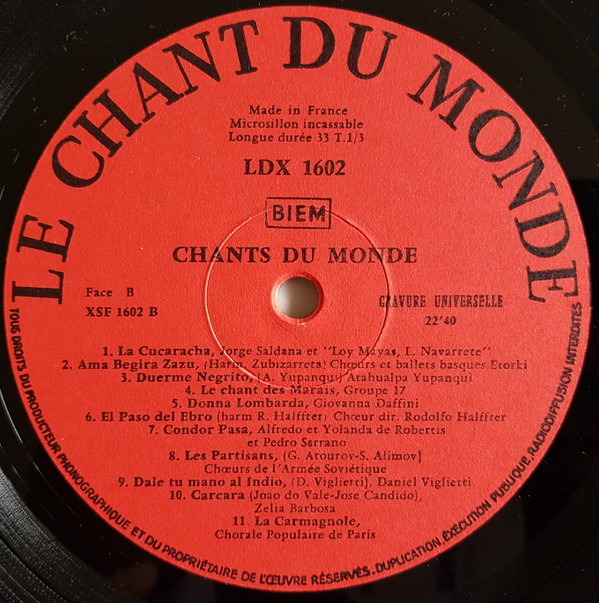 LE CHANT DU MONDE
Made in France
Microsillon incassable
Longue durée 33 T.1/3
LDX 1602
BIEM
CHANTS DU MONDE
Face B
XSF 1602 B
GRAVURE UNIVERSELLE
22'40
1. La Cucaracha, Jorge Saldana et "Loy Mayas, L. Navarrete"
2. Ama Begira Zazu, (Harm. Zubizarreta) Chœurs et ballets basques Etorki
3. Duerme Negrito, (A. Yupanqui) Atahualpa Yupanqui
4. Le chant des Marais, Groupe 17
5. Donna Lombarda, Giovanna Daffini
6. El Paso del Ebro (harm R. Halffter) Chœur dir. Rodolfo Halffter
7. Condor Pasa, Alfredo et Yolanda de Robertis
et Pedro Serrano
8. Les Partisans, (G. Atourov-S. Alimov)
Chœurs de l'Armée Soviétique
9. Dale tu mano al Indio, (D. Viglietti), Daniel Viglietti
10. Carcara (Joao do Vale-Jose Candido),
Zelia Barbosa
11. La Carmagnole,
Chorale Populaire de Paris
TOUS DROITS DU PRODUCTEUR PHONOGRAPHIQUE ET DU PROPRIÉTAIRE DE L'ŒUVRE RÉSERVÉS. DUPLICATION, EXÉCUTION PUBLIQUE, RADIODIFFUSION INTERDITES